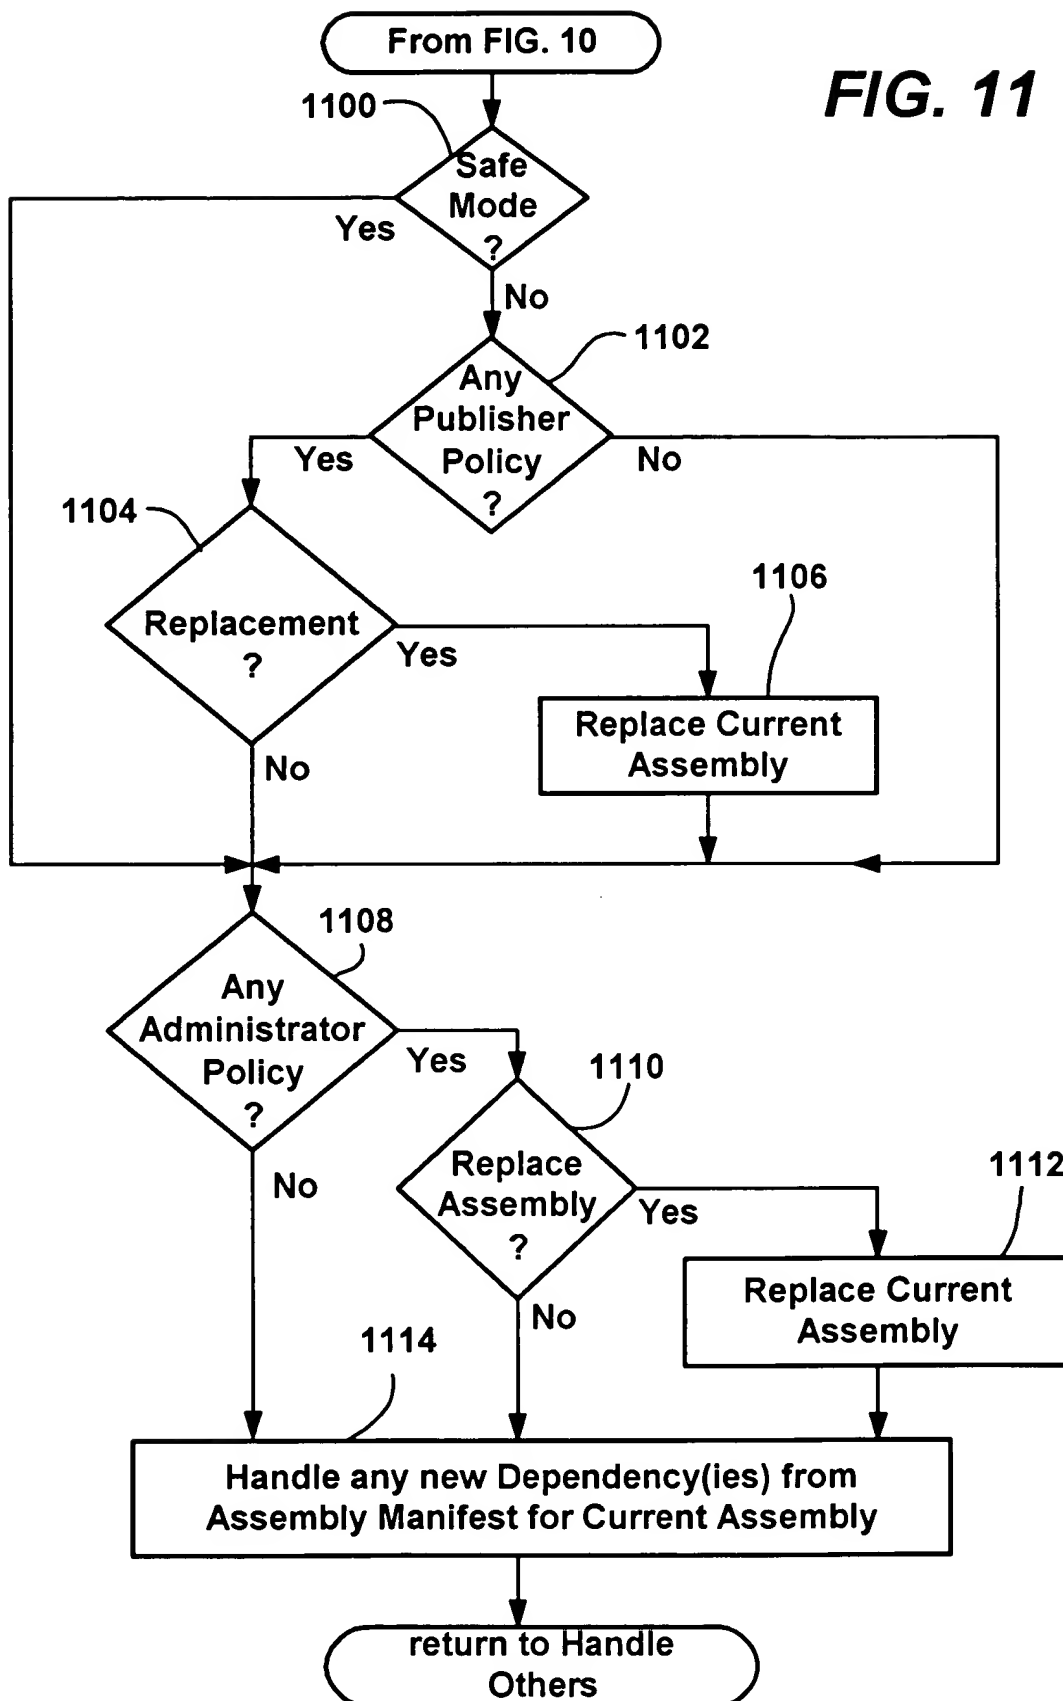 From FIG. 10
FIG. 11
1100
Safe
Mode
?
Yes
No
1102
Any
Publisher
Policy
?
Yes
No
1104
Replacement
?
Yes
No
1106
Replace Current
Assembly
1108
Any
Administrator
Policy
?
Yes
No
1110
Replace
Assembly
?
Yes
No
1112
Replace Current
Assembly
1114
Handle any new Dependency(ies) from
Assembly Manifest for Current Assembly
return to Handle
Others